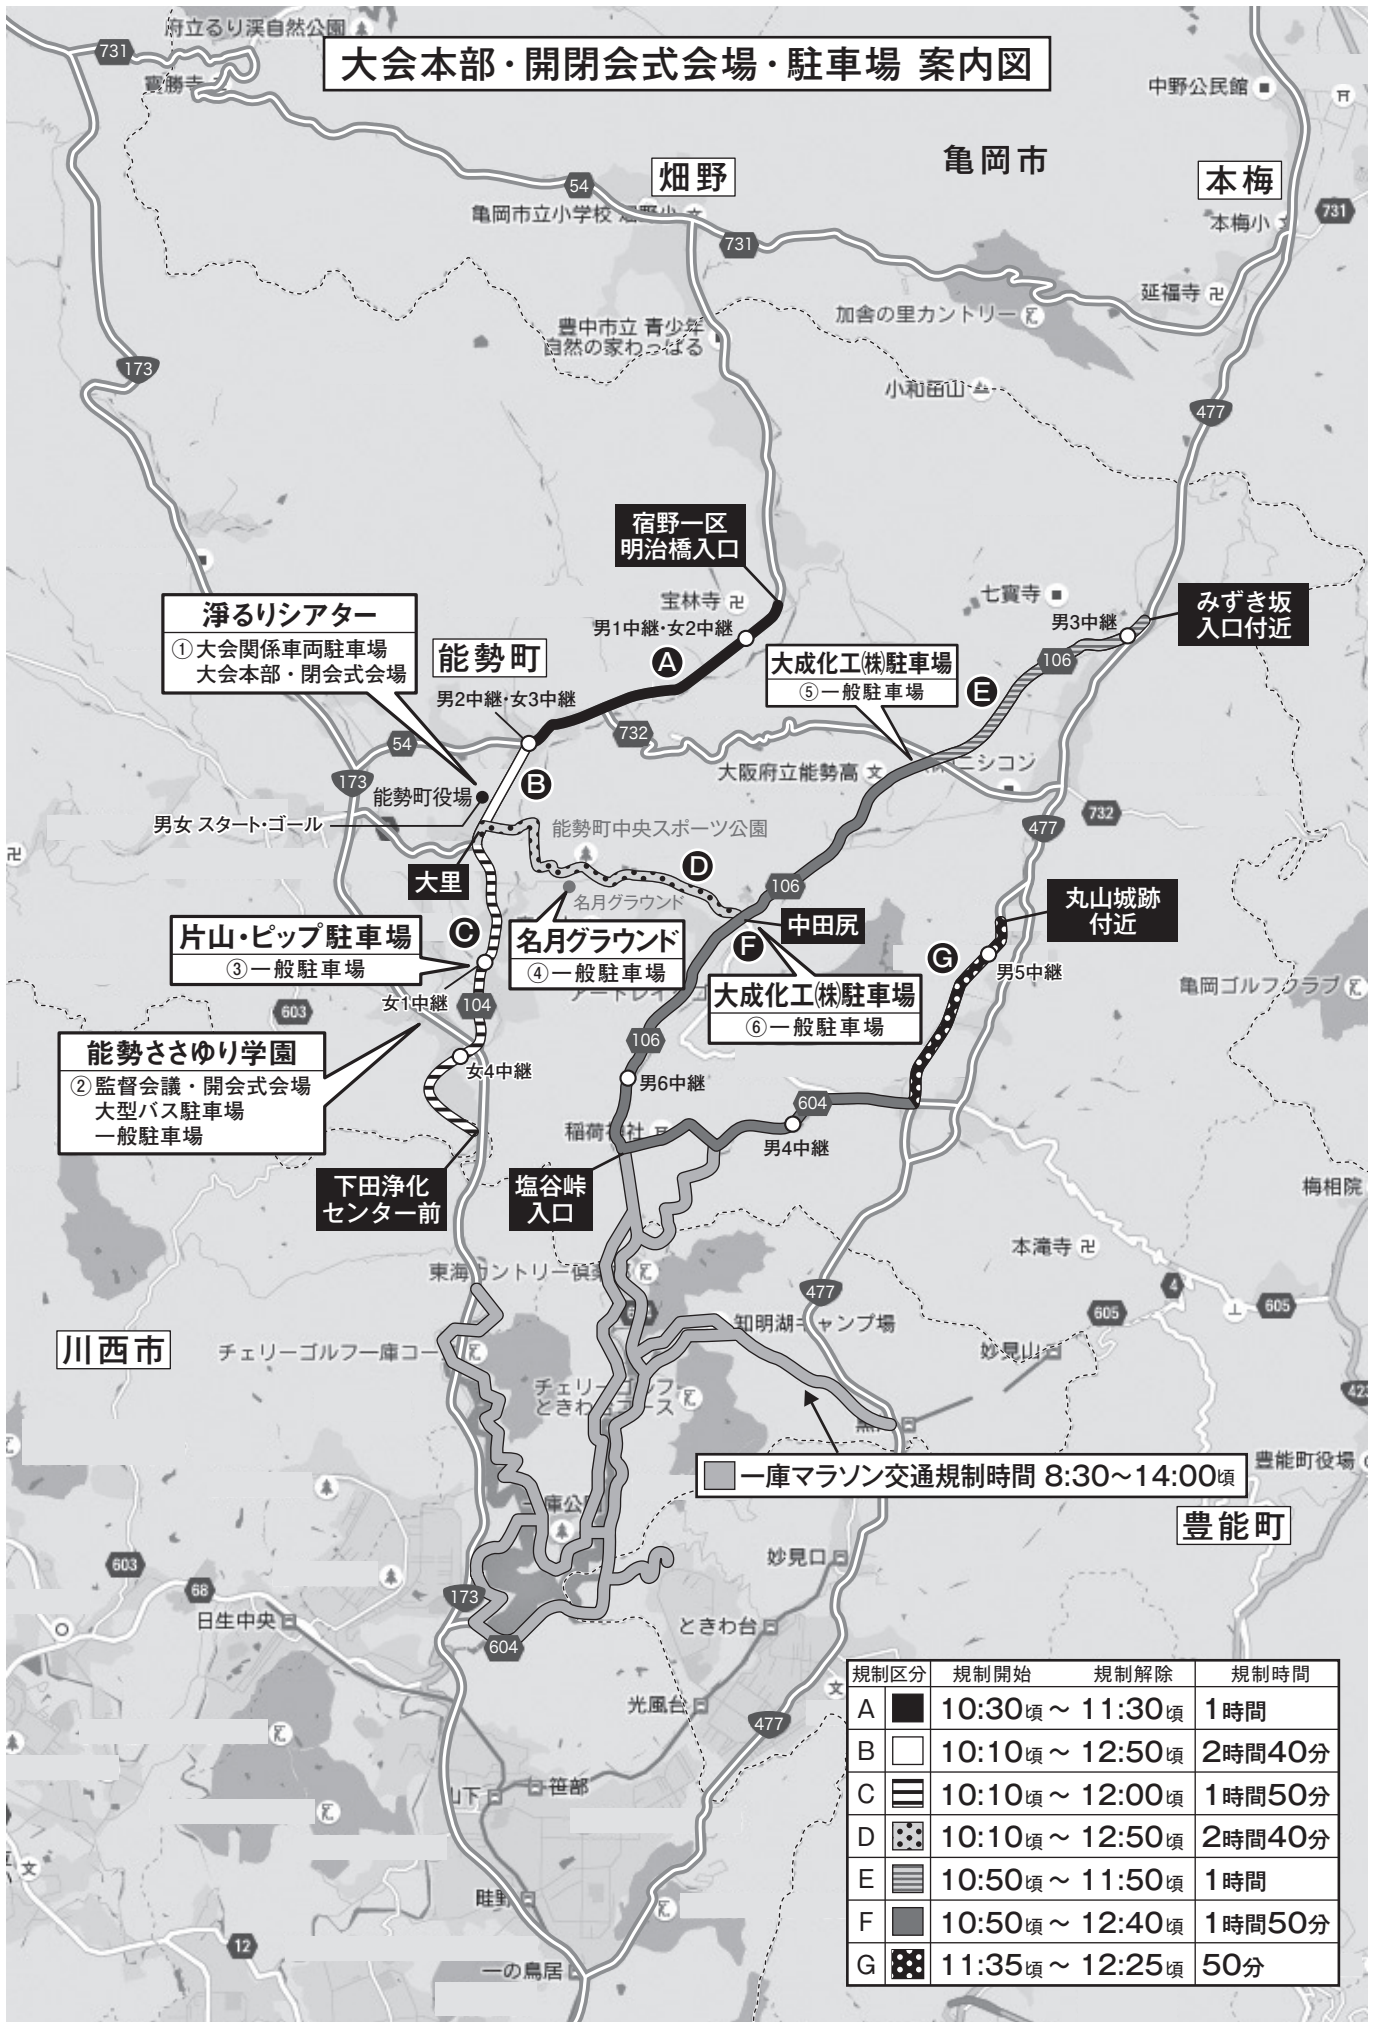 府立るり渓自然公園
731
大会本部・開閉会式会場・駐車場 案内図
中野公民館
亀岡市
畑野
本梅
54
亀岡市立小学校
731
本梅小
731
延福寺
加舎の里カントリー
豊中市立 青少年
自然の家わっぱる
173
小和田山
477
宿野一区
明治橋入口
宝林寺
七寶寺
みずき坂
入口付近
浄るりシアター
①大会関係車両駐車場
大会本部・閉会式会場
能勢町
男1中継・女2中継
A
男3中継
106
大成化工㈱駐車場
⑤一般駐車場
E
男2中継・女3中継
732
54
173
大阪府立能勢高
ニシコン
B
能勢町役場
男女 スタート・ゴール
能勢町中央スポーツ公園
732
477
大里
D
106
名月グラウンド
丸山城跡
付近
中田尻
片山・ピップ駐車場
③一般駐車場
C
名月グラウンド
④一般駐車場
F
G
男5中継
亀岡ゴルフクラブ
大成化工㈱駐車場
⑥一般駐車場
女1中継
104
603
106
能勢ささゆり学園
②監督会議・開会式会場
大型バス駐車場
一般駐車場
女4中継
男6中継
604
男4中継
下田浄化
センター前
塩谷峠
入口
梅相院
本滝寺
477
4
605
605
知明湖キャンプ場
妙見山
川西市
423
一庫マラソン交通規制時間 8:30～14:00頃
豊能町役場
豊能町
妙見口
603
68
173
日生中央
ときわ台
604
光風台
477
笹部
畦野
12
一の鳥居
規制区分 規制開始 規制解除 規制時間
A 10:30頃～11:30頃 1時間
B 10:10頃～12:50頃 2時間40分
C 10:10頃～12:00頃 1時間50分
D 10:10頃～12:50頃 2時間40分
E 10:50頃～11:50頃 1時間
F 10:50頃～12:40頃 1時間50分
G 11:35頃～12:25頃 50分